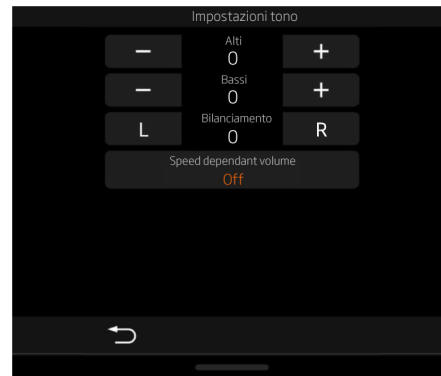 Impostazioni tono
Alti
− 0 +
Bassi
− 0 +
Bilanciamento
L 0 R
Speed dependant volume
Off